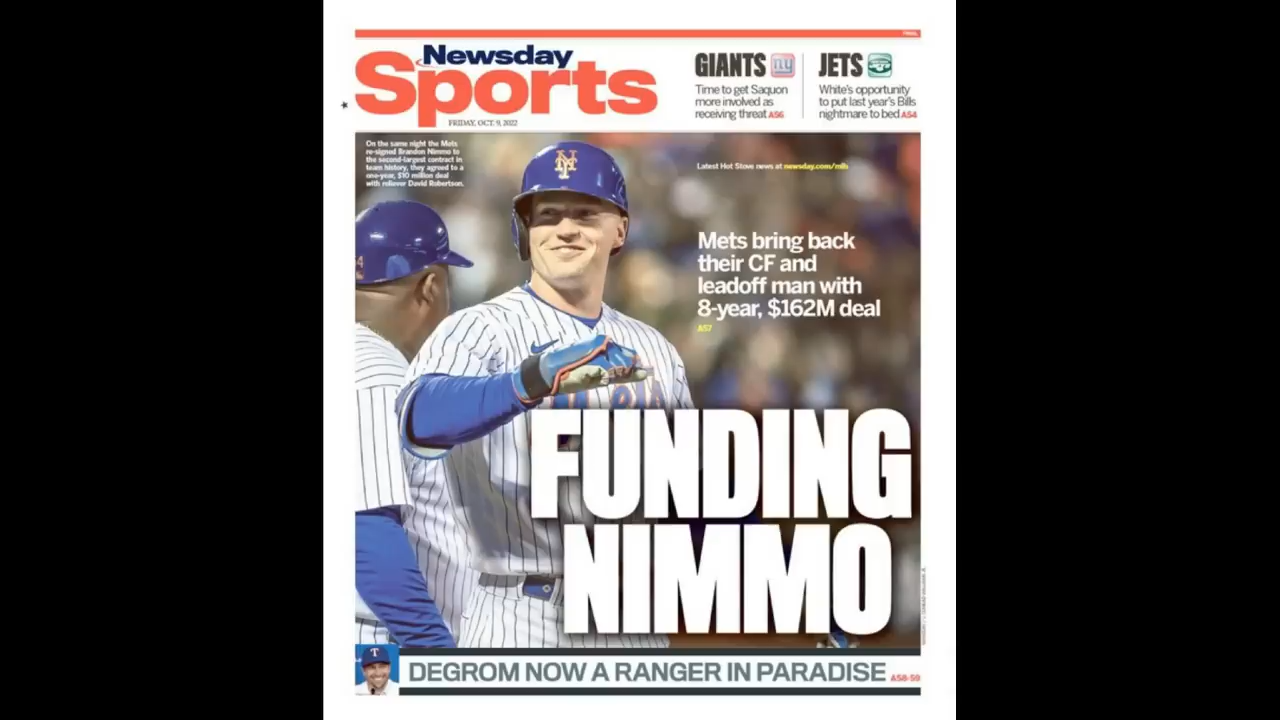 FINAL
Newsday
Sports
FRIDAY, OCT. 9, 2022
GIANTS
Time to get Saquon
more involved as
receiving threat A56
JETS
White's opportunity
to put last year's Bills
nightmare to bed A54
On the same night the Mets
re-signed Brandon Nimmo to
the second-largest contract in
team history, they agreed to a
one-year, $10 million deal
with reliever David Robertson.
Latest Hot Stove news at newsday.com/mlb
Mets bring back
their CF and
leadoff man with
8-year, $162M deal
A57
FUNDING
NIMMO
DEGROM NOW A RANGER IN PARADISE A58-59